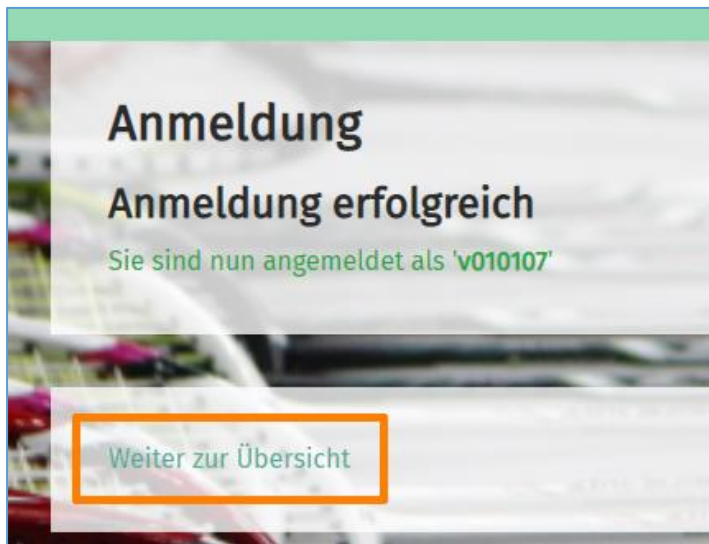 Anmeldung
Anmeldung erfolgreich
Sie sind nun angemeldet als 'v010107'
Weiter zur Übersicht